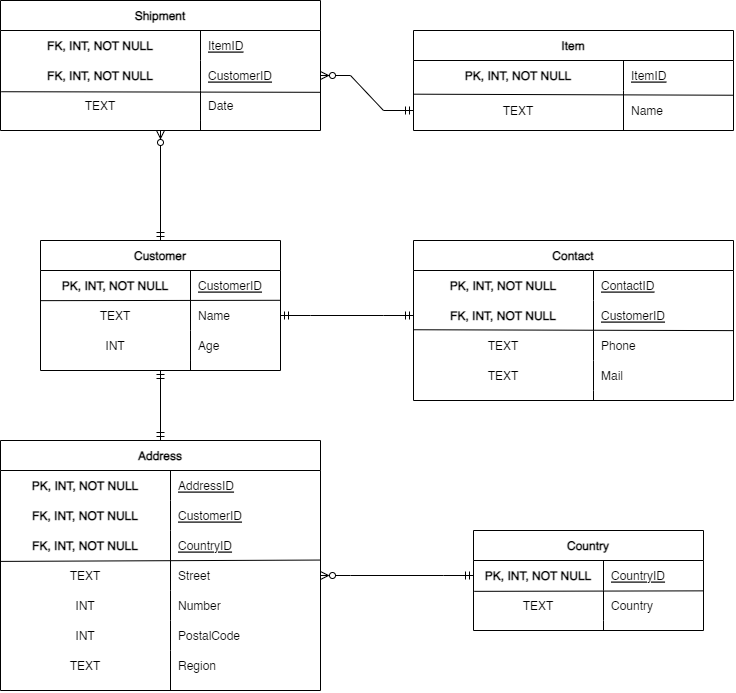 Shipment
FK, INT, NOT NULL ItemID
FK, INT, NOT NULL CustomerID
TEXT Date
Item
PK, INT, NOT NULL ItemID
TEXT Name
Customer
PK, INT, NOT NULL CustomerID
TEXT Name
INT Age
Contact
PK, INT, NOT NULL ContactID
FK, INT, NOT NULL CustomerID
TEXT Phone
TEXT Mail
Address
PK, INT, NOT NULL AddressID
FK, INT, NOT NULL CustomerID
FK, INT, NOT NULL CountryID
TEXT Street
INT Number
INT PostalCode
TEXT Region
Country
PK, INT, NOT NULL CountryID
TEXT Country